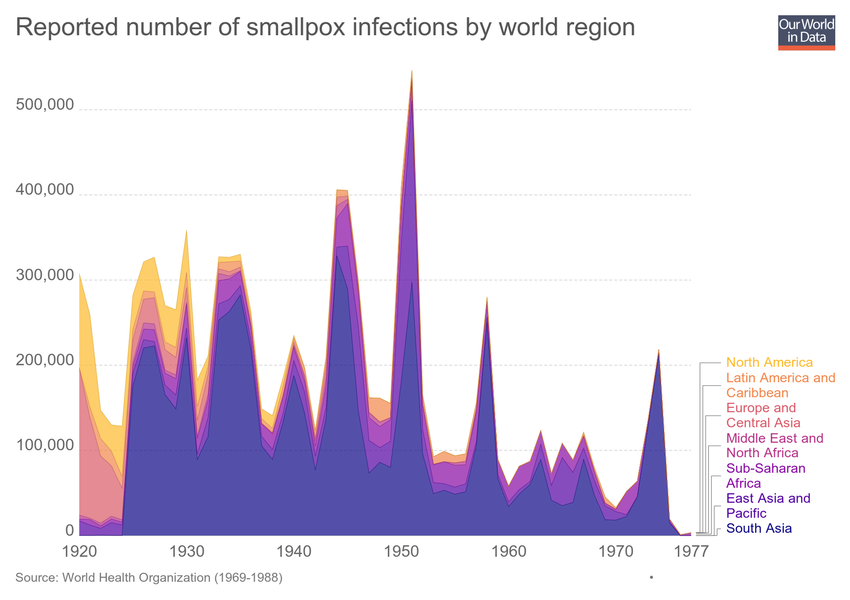 Reported number of smallpox infections by world region
Our World
in Data
500,000
400,000
300,000
200,000
100,000
0
1920 1930 1940 1950 1960 1970 1977
North America
Latin America and
Caribbean
Europe and
Central Asia
Middle East and
North Africa
Sub-Saharan
Africa
East Asia and
Pacific
South Asia
Source: World Health Organization (1969-1988)